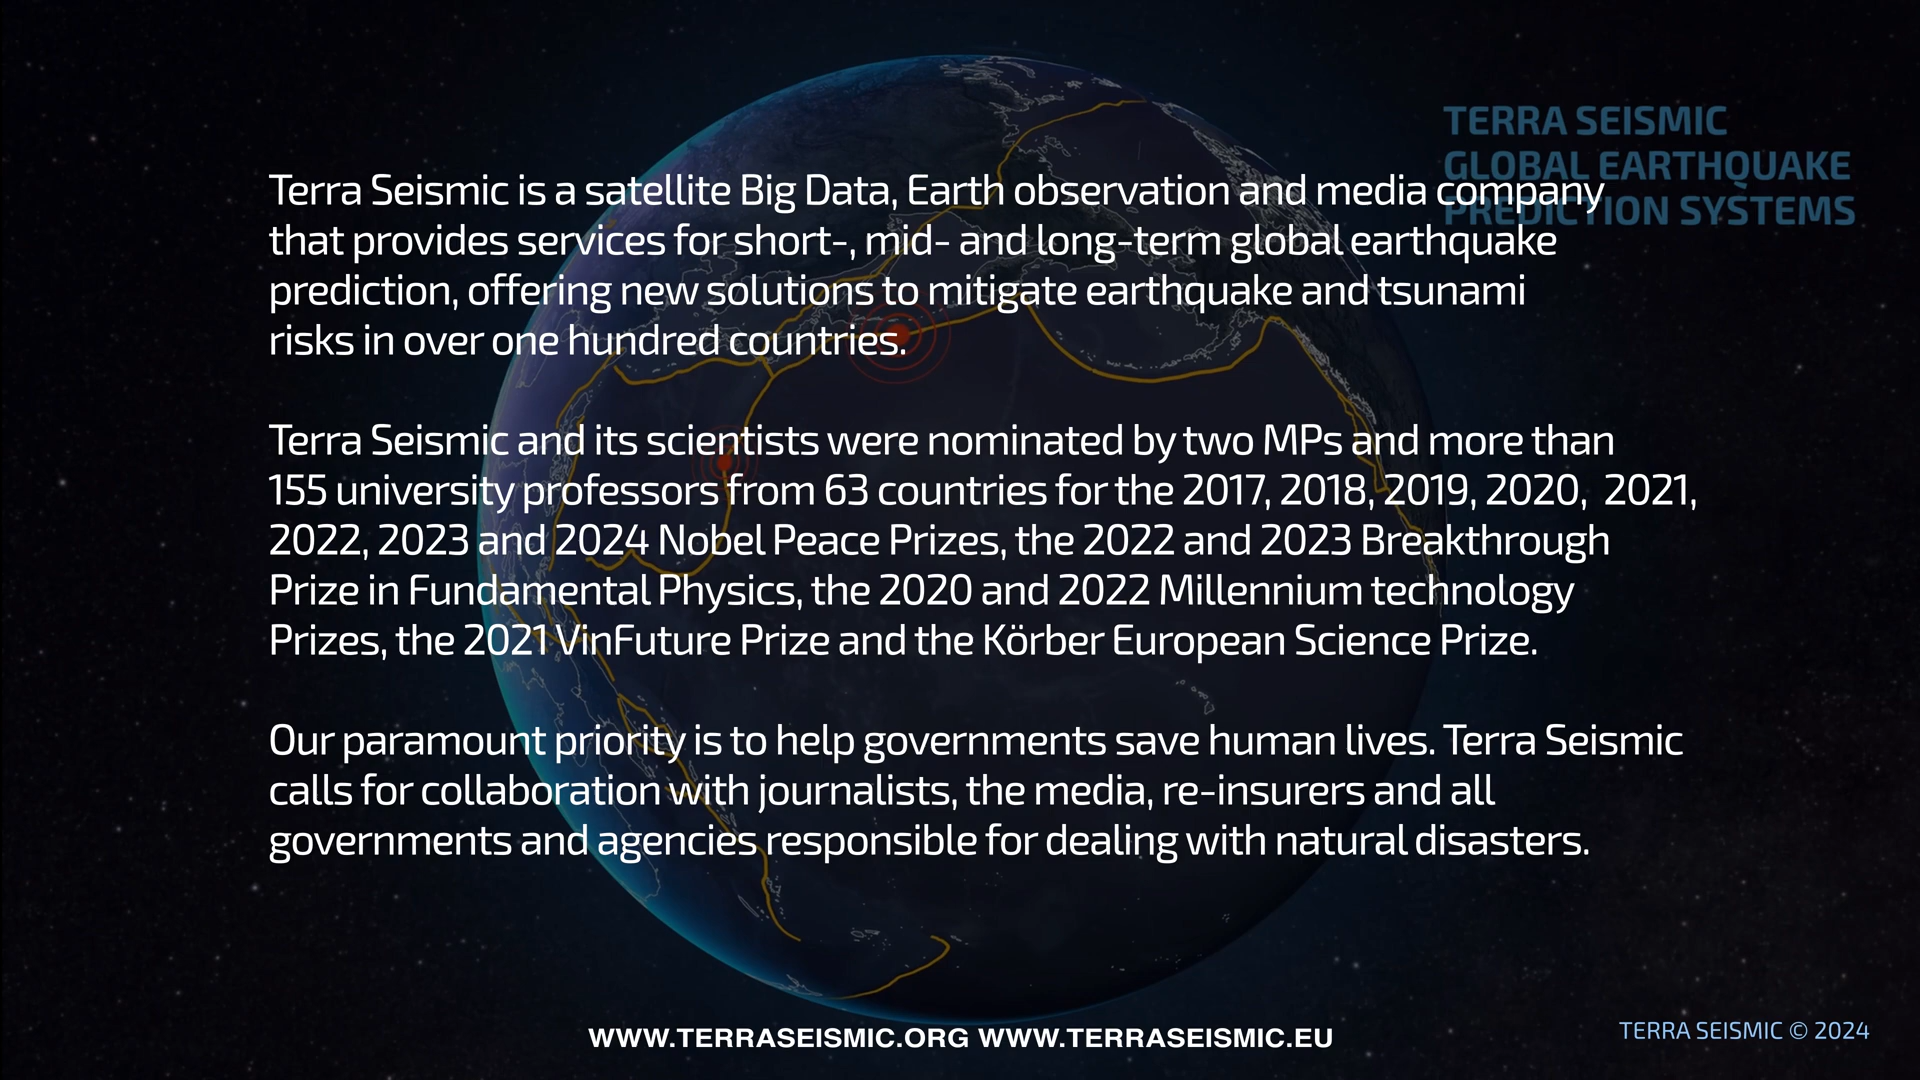 TERRA SEISMIC
GLOBAL EARTHQUAKE
PREDICTION SYSTEMS
Terra Seismic is a satellite Big Data, Earth observation and media company
that provides services for short-, mid- and long-term global earthquake
prediction, offering new solutions to mitigate earthquake and tsunami
risks in over one hundred countries.
Terra Seismic and its scientists were nominated by two MPs and more than
155 university professors from 63 countries for the 2017, 2018, 2019, 2020, 2021,
2022, 2023 and 2024 Nobel Peace Prizes, the 2022 and 2023 Breakthrough
Prize in Fundamental Physics, the 2020 and 2022 Millennium technology
Prizes, the 2021 VinFuture Prize and the Körber European Science Prize.
Our paramount priority is to help governments save human lives. Terra Seismic
calls for collaboration with journalists, the media, re-insurers and all
governments and agencies responsible for dealing with natural disasters.
WWW.TERRASEISMIC.ORG WWW.TERRASEISMIC.EU
TERRA SEISMIC © 2024